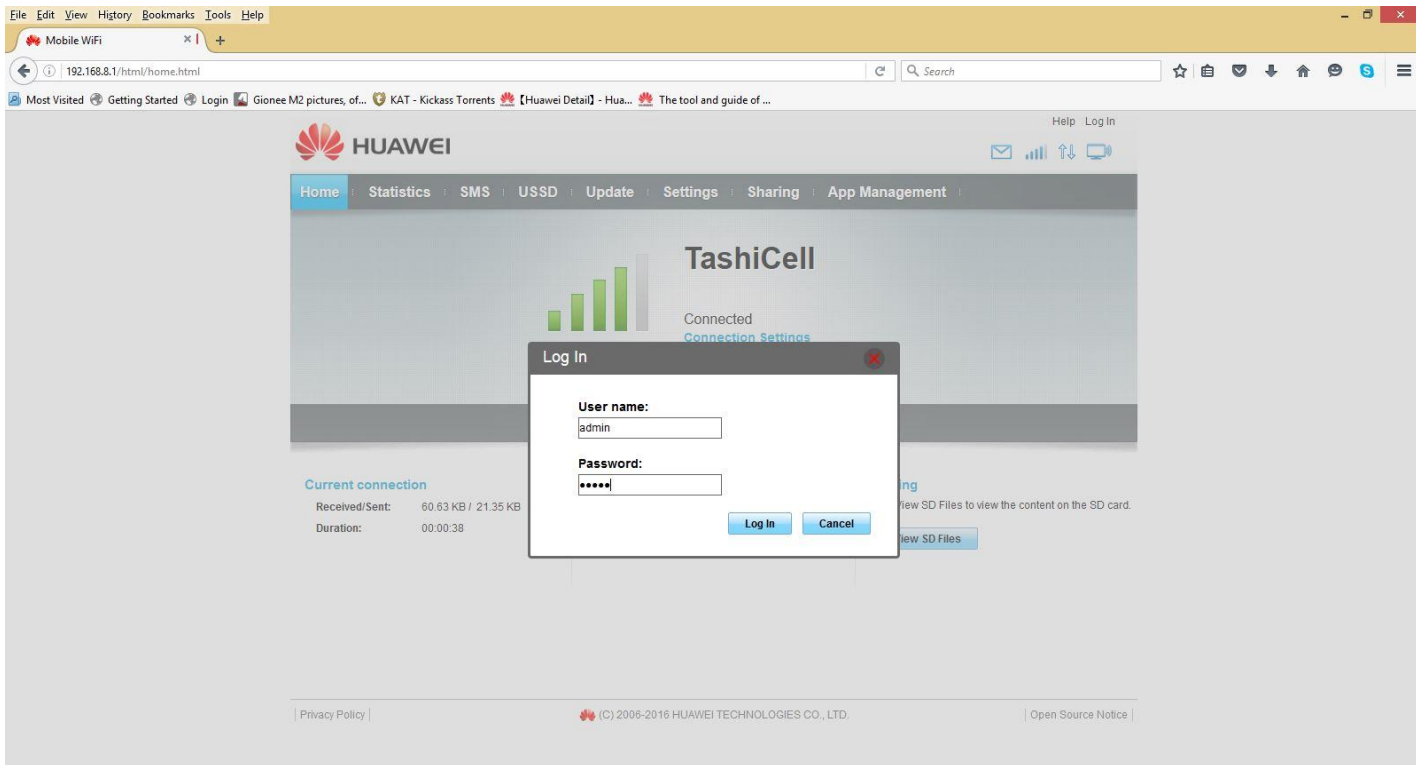 File Edit View History Bookmarks Tools Help
Mobile WiFi
192.168.8.1/html/home.html
Search
Most Visited Getting Started Login Gionee M2 pictures, of... KAT - Kickass Torrents 【Huawei Detail】 - Hua... The tool and guide of ...
Help Log In
HUAWEI
Home Statistics SMS USSD Update Settings Sharing App Management
TashiCell
Connected
Connection Settings
Log In
User name:
admin
Password:
•••••
Log In Cancel
Current connection
Received/Sent: 60.63 KB / 21.35 KB
Duration: 00:00:38
View SD Files to view the content on the SD card.
View SD Files
Privacy Policy (C) 2006-2016 HUAWEI TECHNOLOGIES CO., LTD. Open Source Notice